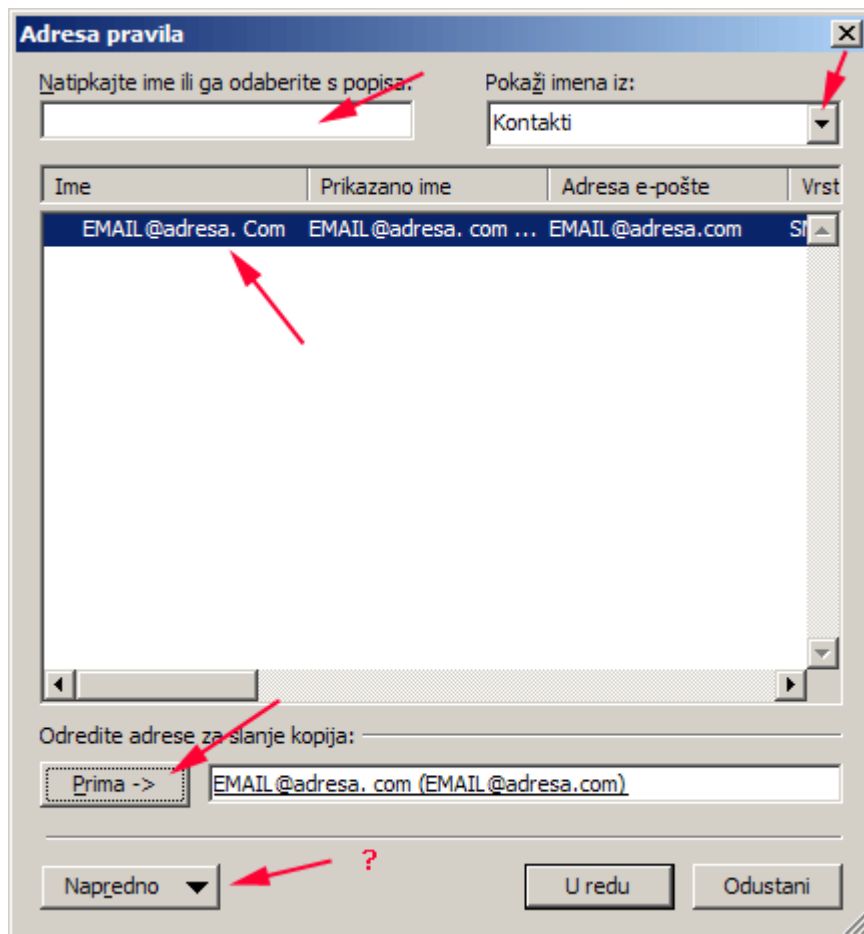 Adresa pravila
Natipkajte ime ili ga odaberite s popisa:
Pokaži imena iz:
Kontakti
Ime Prikazano ime Adresa e-pošte Vrst
EMAIL@adresa. Com EMAIL@adresa. com ... EMAIL@adresa.com SM
Odredite adrese za slanje kopija:
Prima -> EMAIL@adresa. com (EMAIL@adresa.com)
?
Napredno U redu Odustani